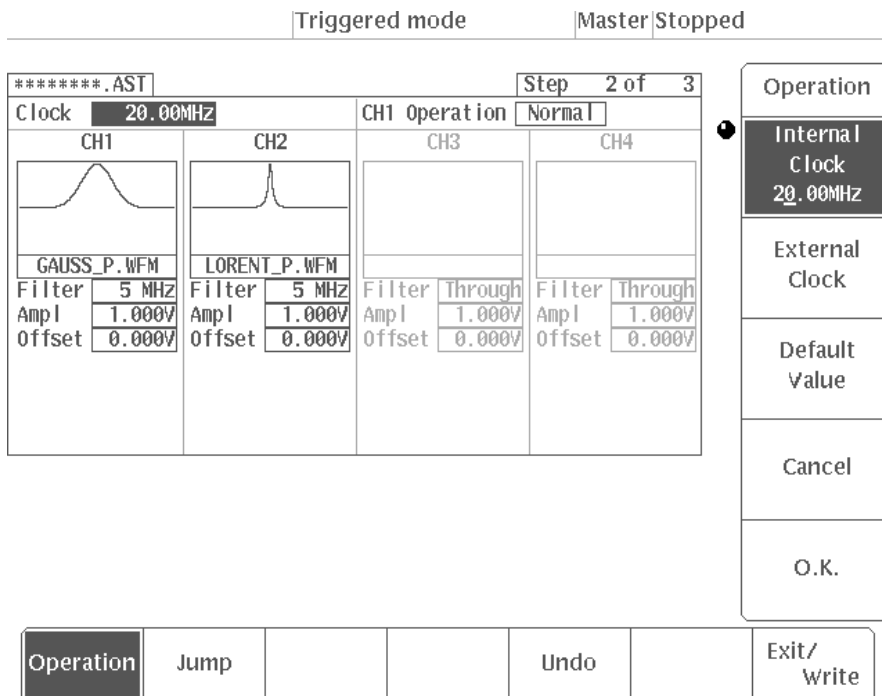 Triggered mode Master Stopped
********.AST Step 2 of 3
Clock 20.00MHz CH1 Operation Normal
CH1 CH2 CH3 CH4
GAUSS_P.WFM LORENT_P.WFM
Filter 5 MHz Filter 5 MHz Filter Through Filter Through
Ampl 1.000V Ampl 1.000V Ampl 1.000V Ampl 1.000V
Offset 0.000V Offset 0.000V Offset 0.000V Offset 0.000V
Operation
Internal
Clock
20.00MHz
External
Clock
Default
Value
Cancel
O.K.
Operation Jump Undo Exit/
Write